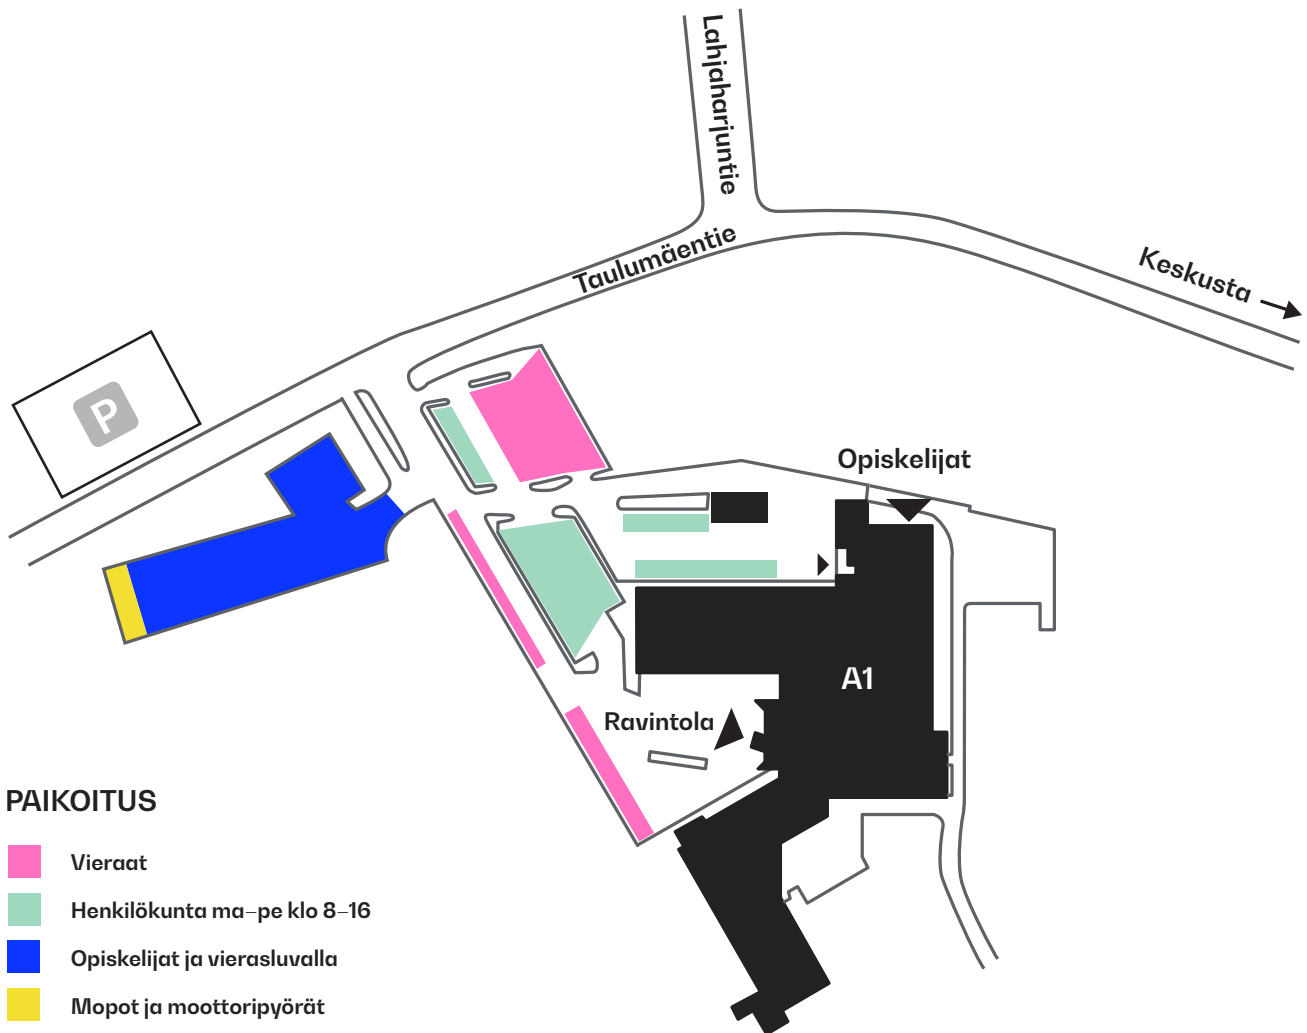 Lahjaharjuntie
Taulumäentie
Keskusta
P
Opiskelijat
A1
Ravintola
PAIKOITUS
Vieraat
Henkilökunta ma–pe klo 8–16
Opiskelijat ja vierasluvalla
Mopot ja moottoripyörät